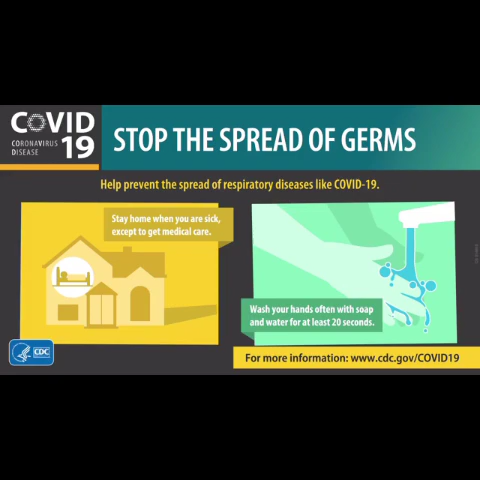 COVID
CORONAVIRUS
DISEASE
19
STOP THE SPREAD OF GERMS
Help prevent the spread of respiratory diseases like COVID-19.
Stay home when you are sick,
except to get medical care.
Wash your hands often with soap
and water for at least 20 seconds.
CDC
For more information: www.cdc.gov/COVID19